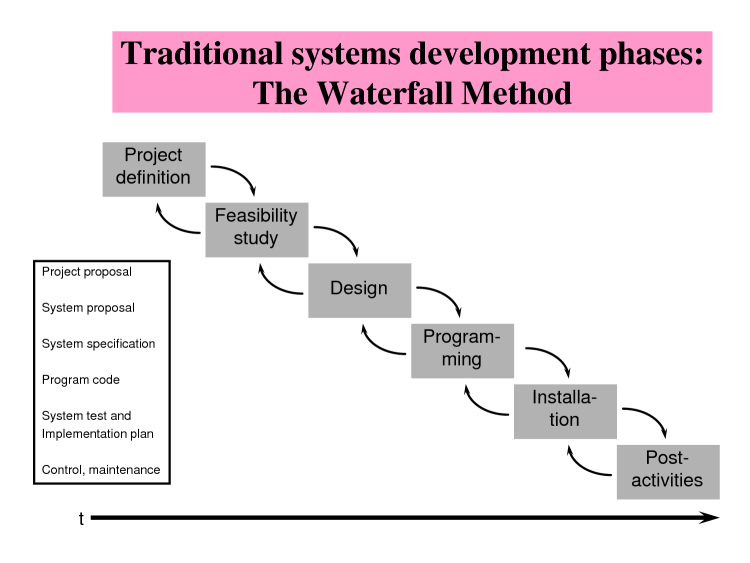 Traditional systems development phases:
The Waterfall Method
Project
definition
Feasibility
study
Design
Program-
ming
Installa-
tion
Post-
activities
Project proposal
System proposal
System specification
Program code
System test and
Implementation plan
Control, maintenance
t